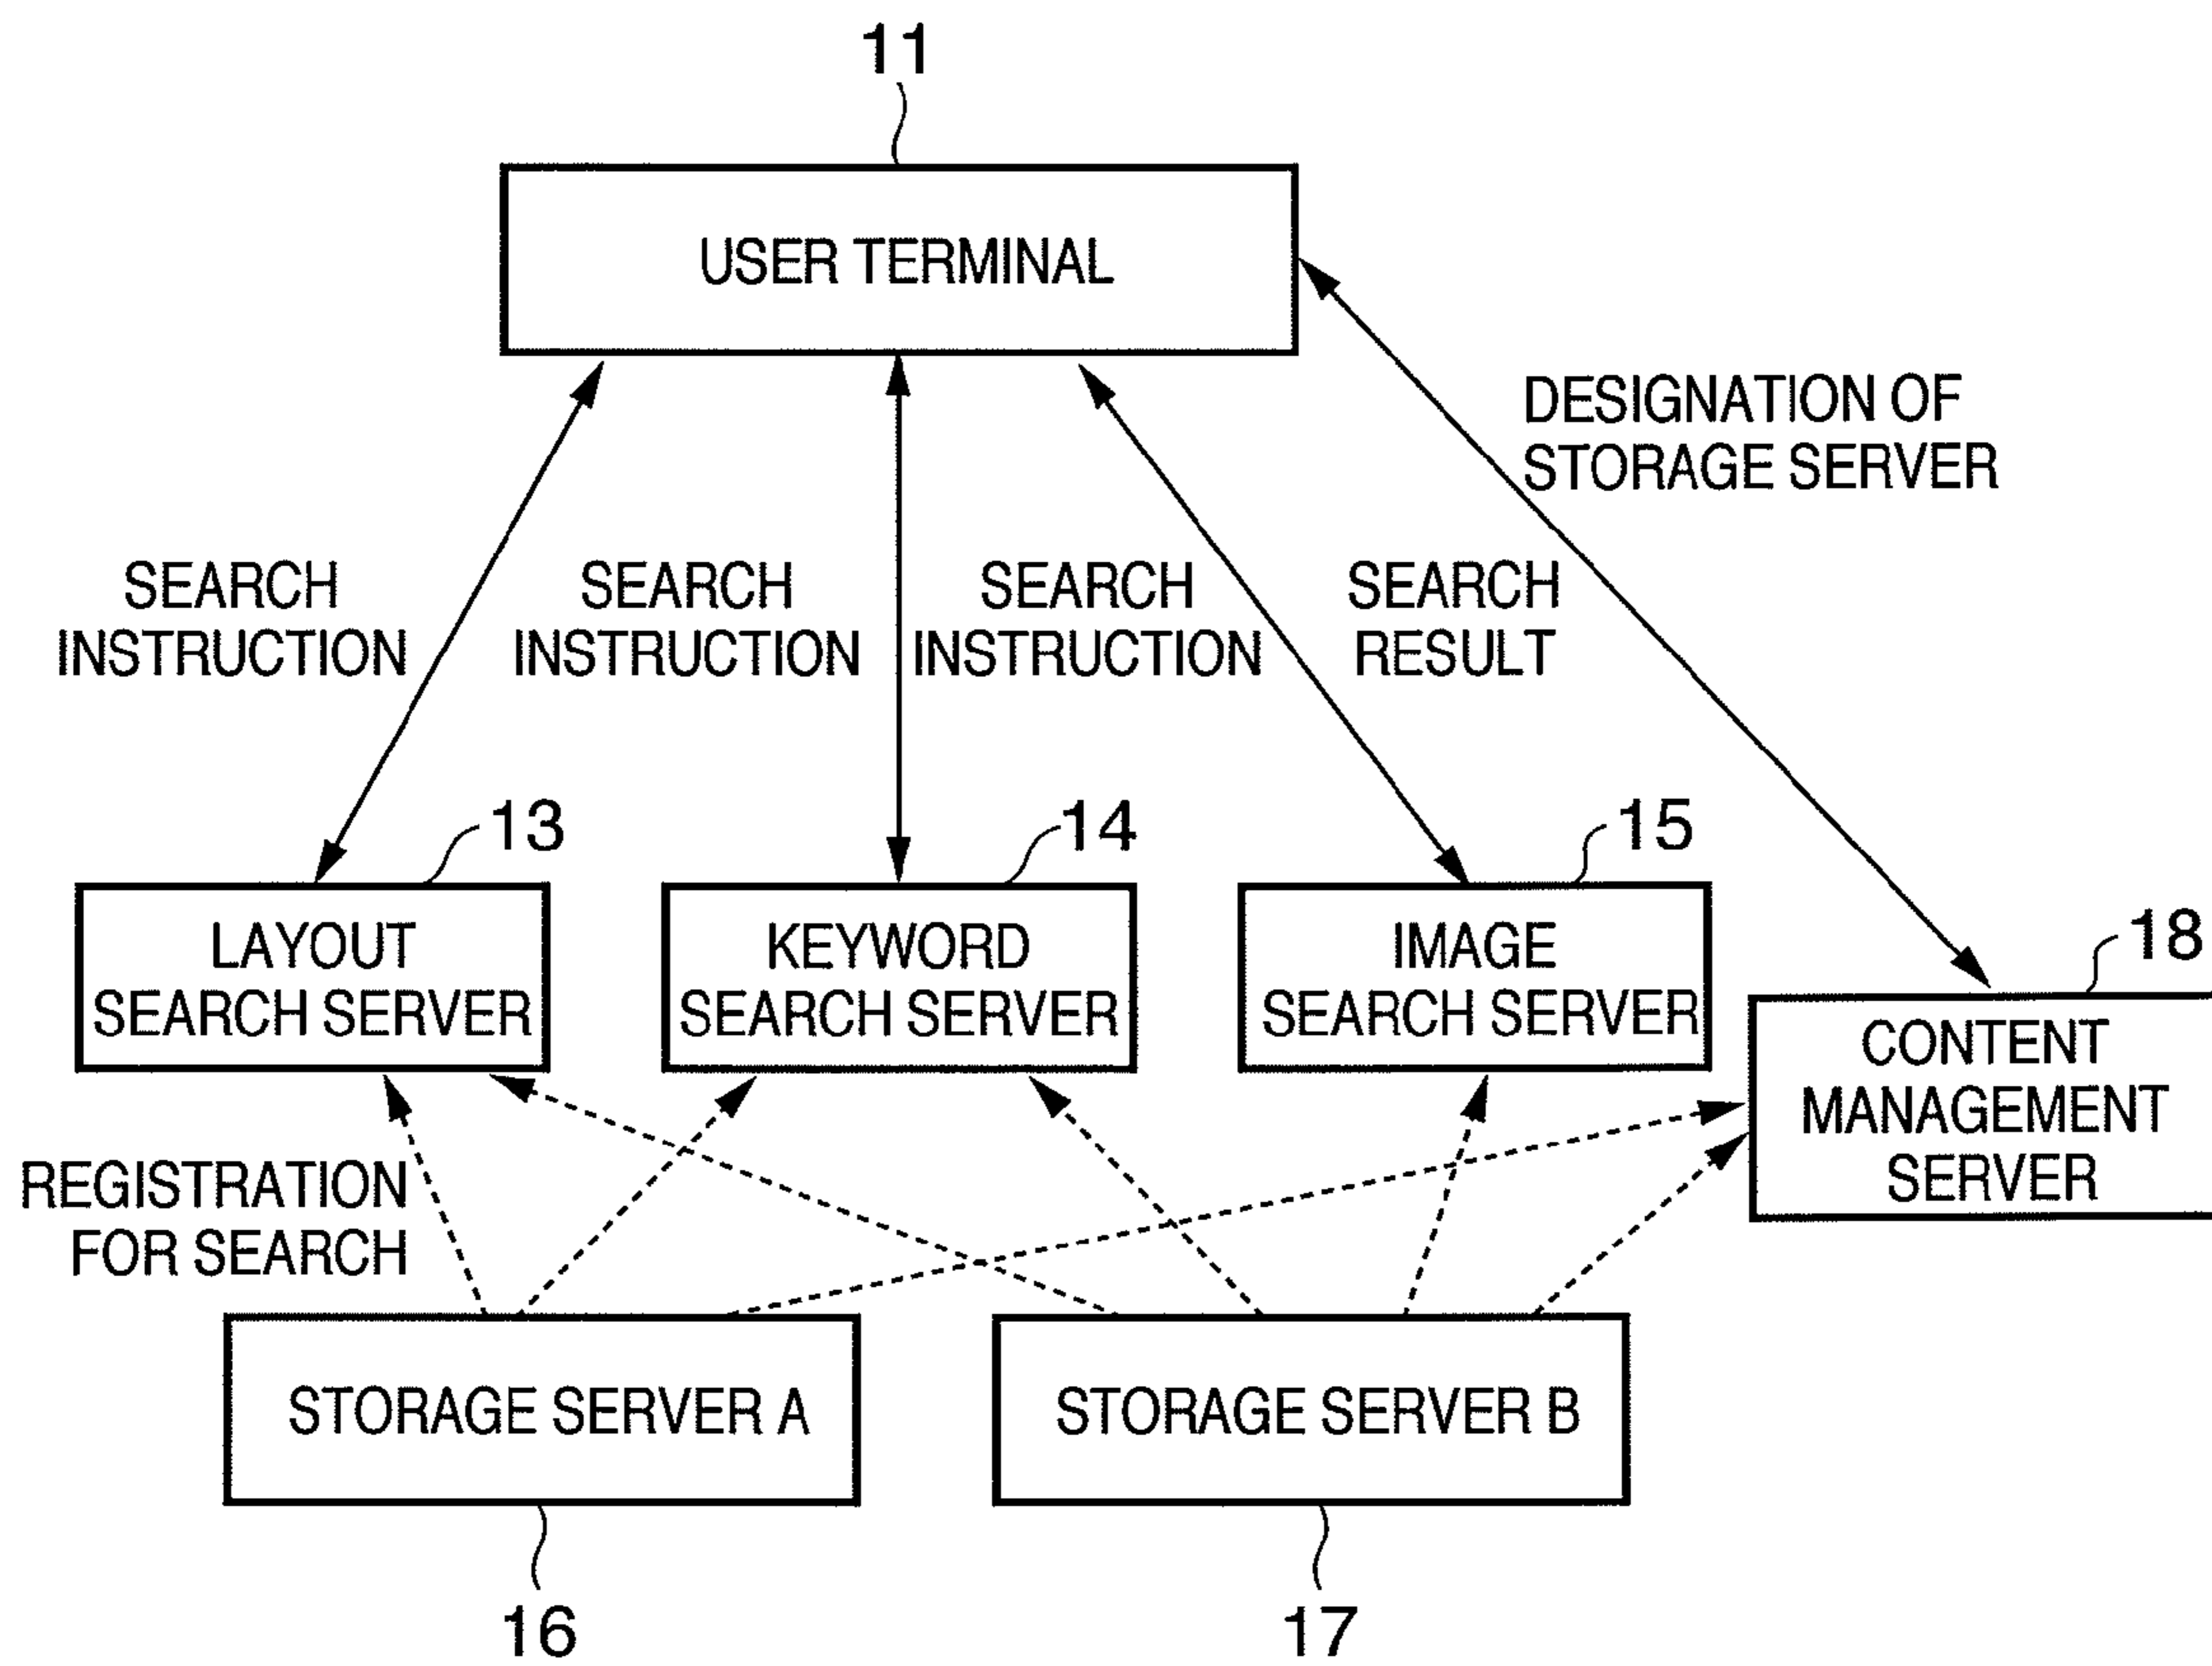 11
USER TERMINAL
DESIGNATION OF
STORAGE SERVER
SEARCH
INSTRUCTION
SEARCH
INSTRUCTION
SEARCH
INSTRUCTION
SEARCH
RESULT
13
14
15
18
LAYOUT
SEARCH SERVER
KEYWORD
SEARCH SERVER
IMAGE
SEARCH SERVER
CONTENT
MANAGEMENT
SERVER
REGISTRATION
FOR SEARCH
STORAGE SERVER A
STORAGE SERVER B
16
17